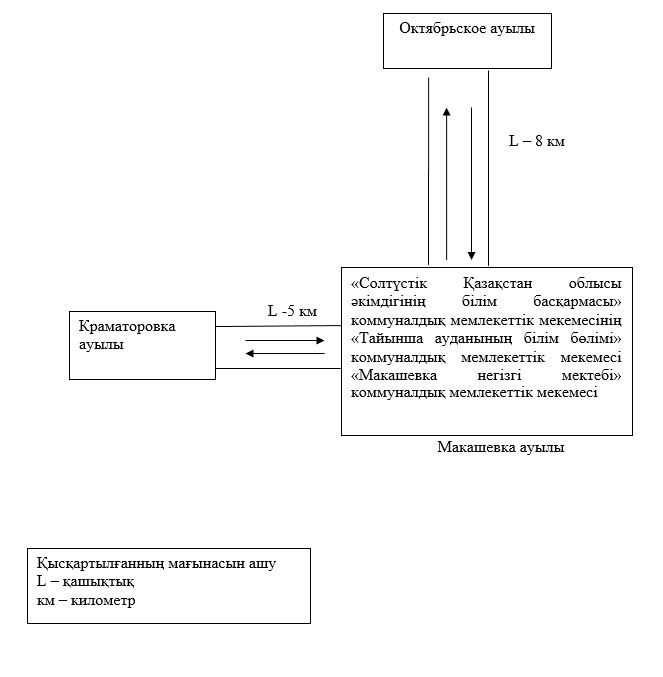 Октябрьское ауылы
L – 8 км
«Солтүстік Қазақстан облысы
әкімдігінің білім басқармасы»
коммуналдық мемлекеттік мекемесінің
«Тайынша ауданының білім бөлімі»
коммуналдық мемлекеттік мекемесі
«Макашевка негізгі мектебі»
коммуналдық мемлекеттік мекемесі
L -5 км
Краматоровка
ауылы
Макашевка ауылы
Қысқартылғанның мағынасын ашу
L – қашықтық
км – километр